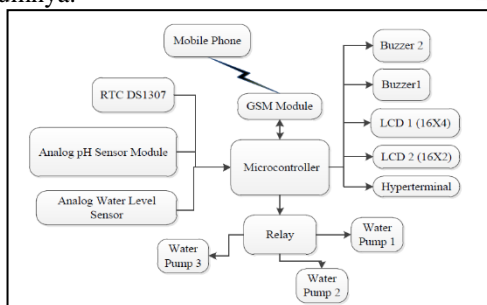 Mobile Phone
Buzzer 2
RTC DS1307
Buzzer1
GSM Module
LCD 1 (16X4)
Analog pH Sensor Module
Microcontroller
LCD 2 (16X2)
Hyperterminal
Analog Water Level
Sensor
Relay
Water
Pump 1
Water
Pump 3
Water
Pump 2